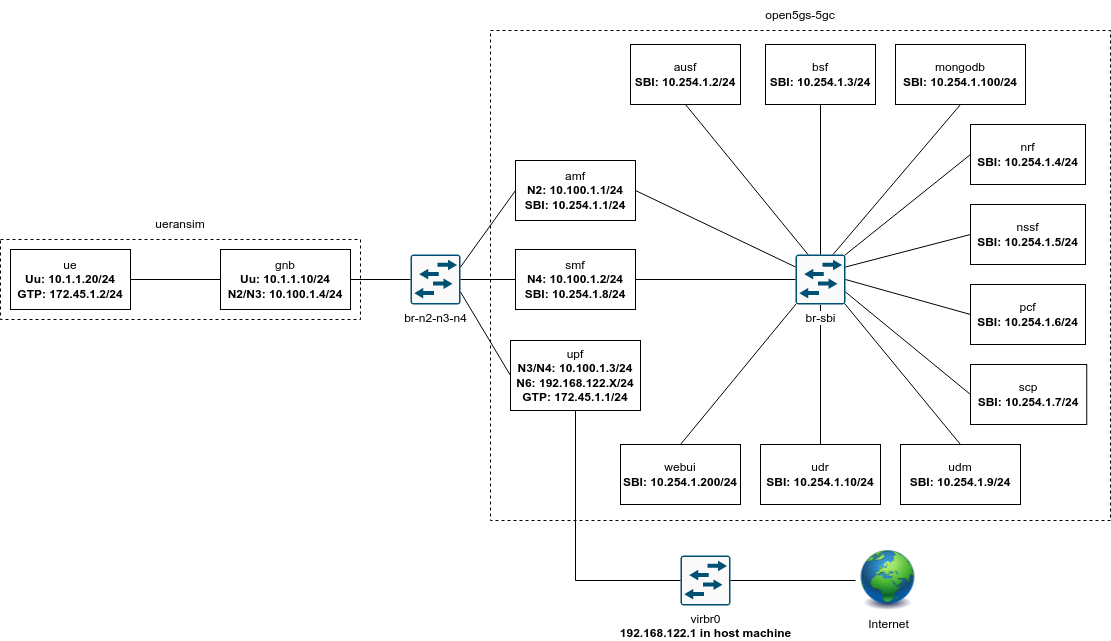 open5gs-5gc
ausf
SBI: 10.254.1.2/24
bsf
SBI: 10.254.1.3/24
mongodb
SBI: 10.254.1.100/24
nrf
SBI: 10.254.1.4/24
amf
N2: 10.100.1.1/24
SBI: 10.254.1.1/24
ueransim
nssf
SBI: 10.254.1.5/24
ue
Uu: 10.1.1.20/24
GTP: 172.45.1.2/24
gnb
Uu: 10.1.1.10/24
N2/N3: 10.100.1.4/24
br-n2-n3-n4
smf
N4: 10.100.1.2/24
SBI: 10.254.1.8/24
br-sbi
pcf
SBI: 10.254.1.6/24
upf
N3/N4: 10.100.1.3/24
N6: 192.168.122.X/24
GTP: 172.45.1.1/24
scp
SBI: 10.254.1.7/24
webui
SBI: 10.254.1.200/24
udr
SBI: 10.254.1.10/24
udm
SBI: 10.254.1.9/24
virbr0
192.168.122.1 in host machine
Internet